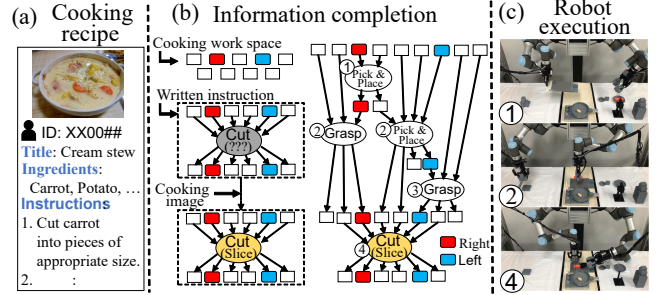 (a) Cooking recipe
ID: XX00##
Title: Cream stew
Ingredients:
Carrot, Potato, …
Instructions
1. Cut carrot
into pieces of
appropriate size.
2. :
(b) Information completion
Cooking work space
Written instruction
Cut
(???)
Cooking
image
Cut
(Slice)
1
Pick &
Place
2
Grasp
2
Pick &
Place
3
Grasp
4
Cut
(Slice)
Right
Left
(c) Robot
execution
1
2
4